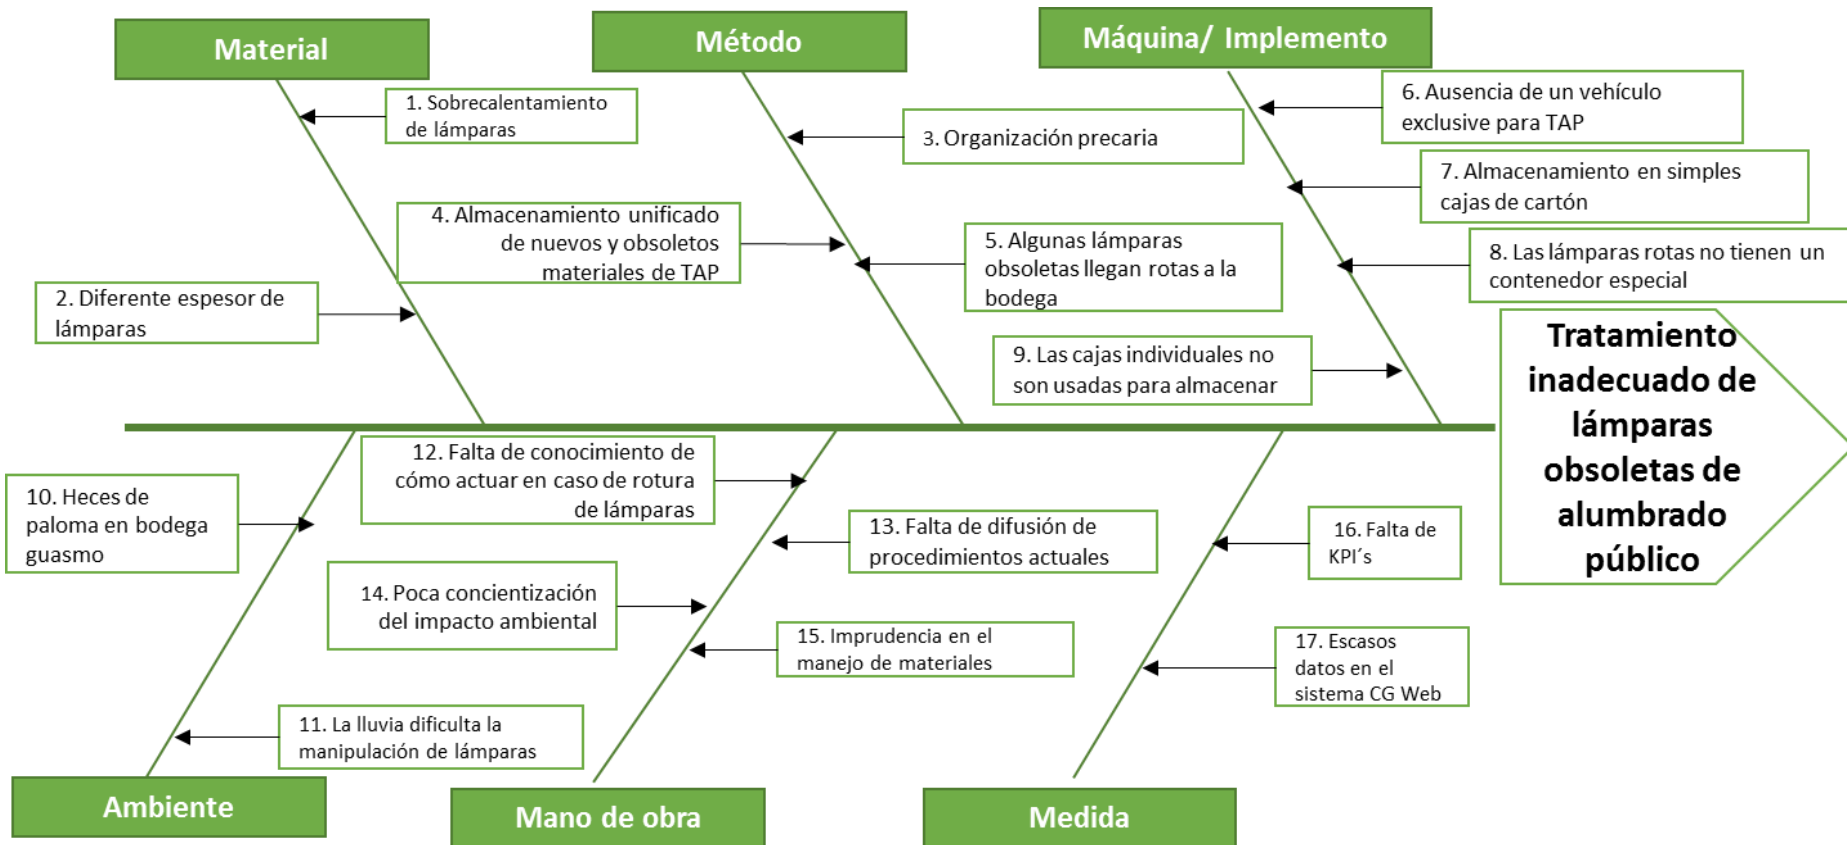 Material
Método
Máquina/ Implemento
1. Sobrecalentamiento
de lámparas
2. Diferente espesor de
lámparas
3. Organización precaria
4. Almacenamiento unificado
de nuevos y obsoletos
materiales de TAP
5. Algunas lámparas
obsoletas llegan rotas a la
bodega
6. Ausencia de un vehículo
exclusive para TAP
7. Almacenamiento en simples
cajas de cartón
8. Las lámparas rotas no tienen un
contenedor especial
9. Las cajas individuales no
son usadas para almacenar
Tratamiento
inadecuado de
lámparas
obsoletas de
alumbrado
público
10. Heces de
paloma en bodega
guasmo
11. La lluvia dificulta la
manipulación de lámparas
12. Falta de conocimiento de
cómo actuar en caso de rotura
de lámparas
13. Falta de difusión de
procedimientos actuales
14. Poca concientización
del impacto ambiental
15. Imprudencia en el
manejo de materiales
16. Falta de
KPI´s
17. Escasos
datos en el
sistema CG Web
Ambiente
Mano de obra
Medida